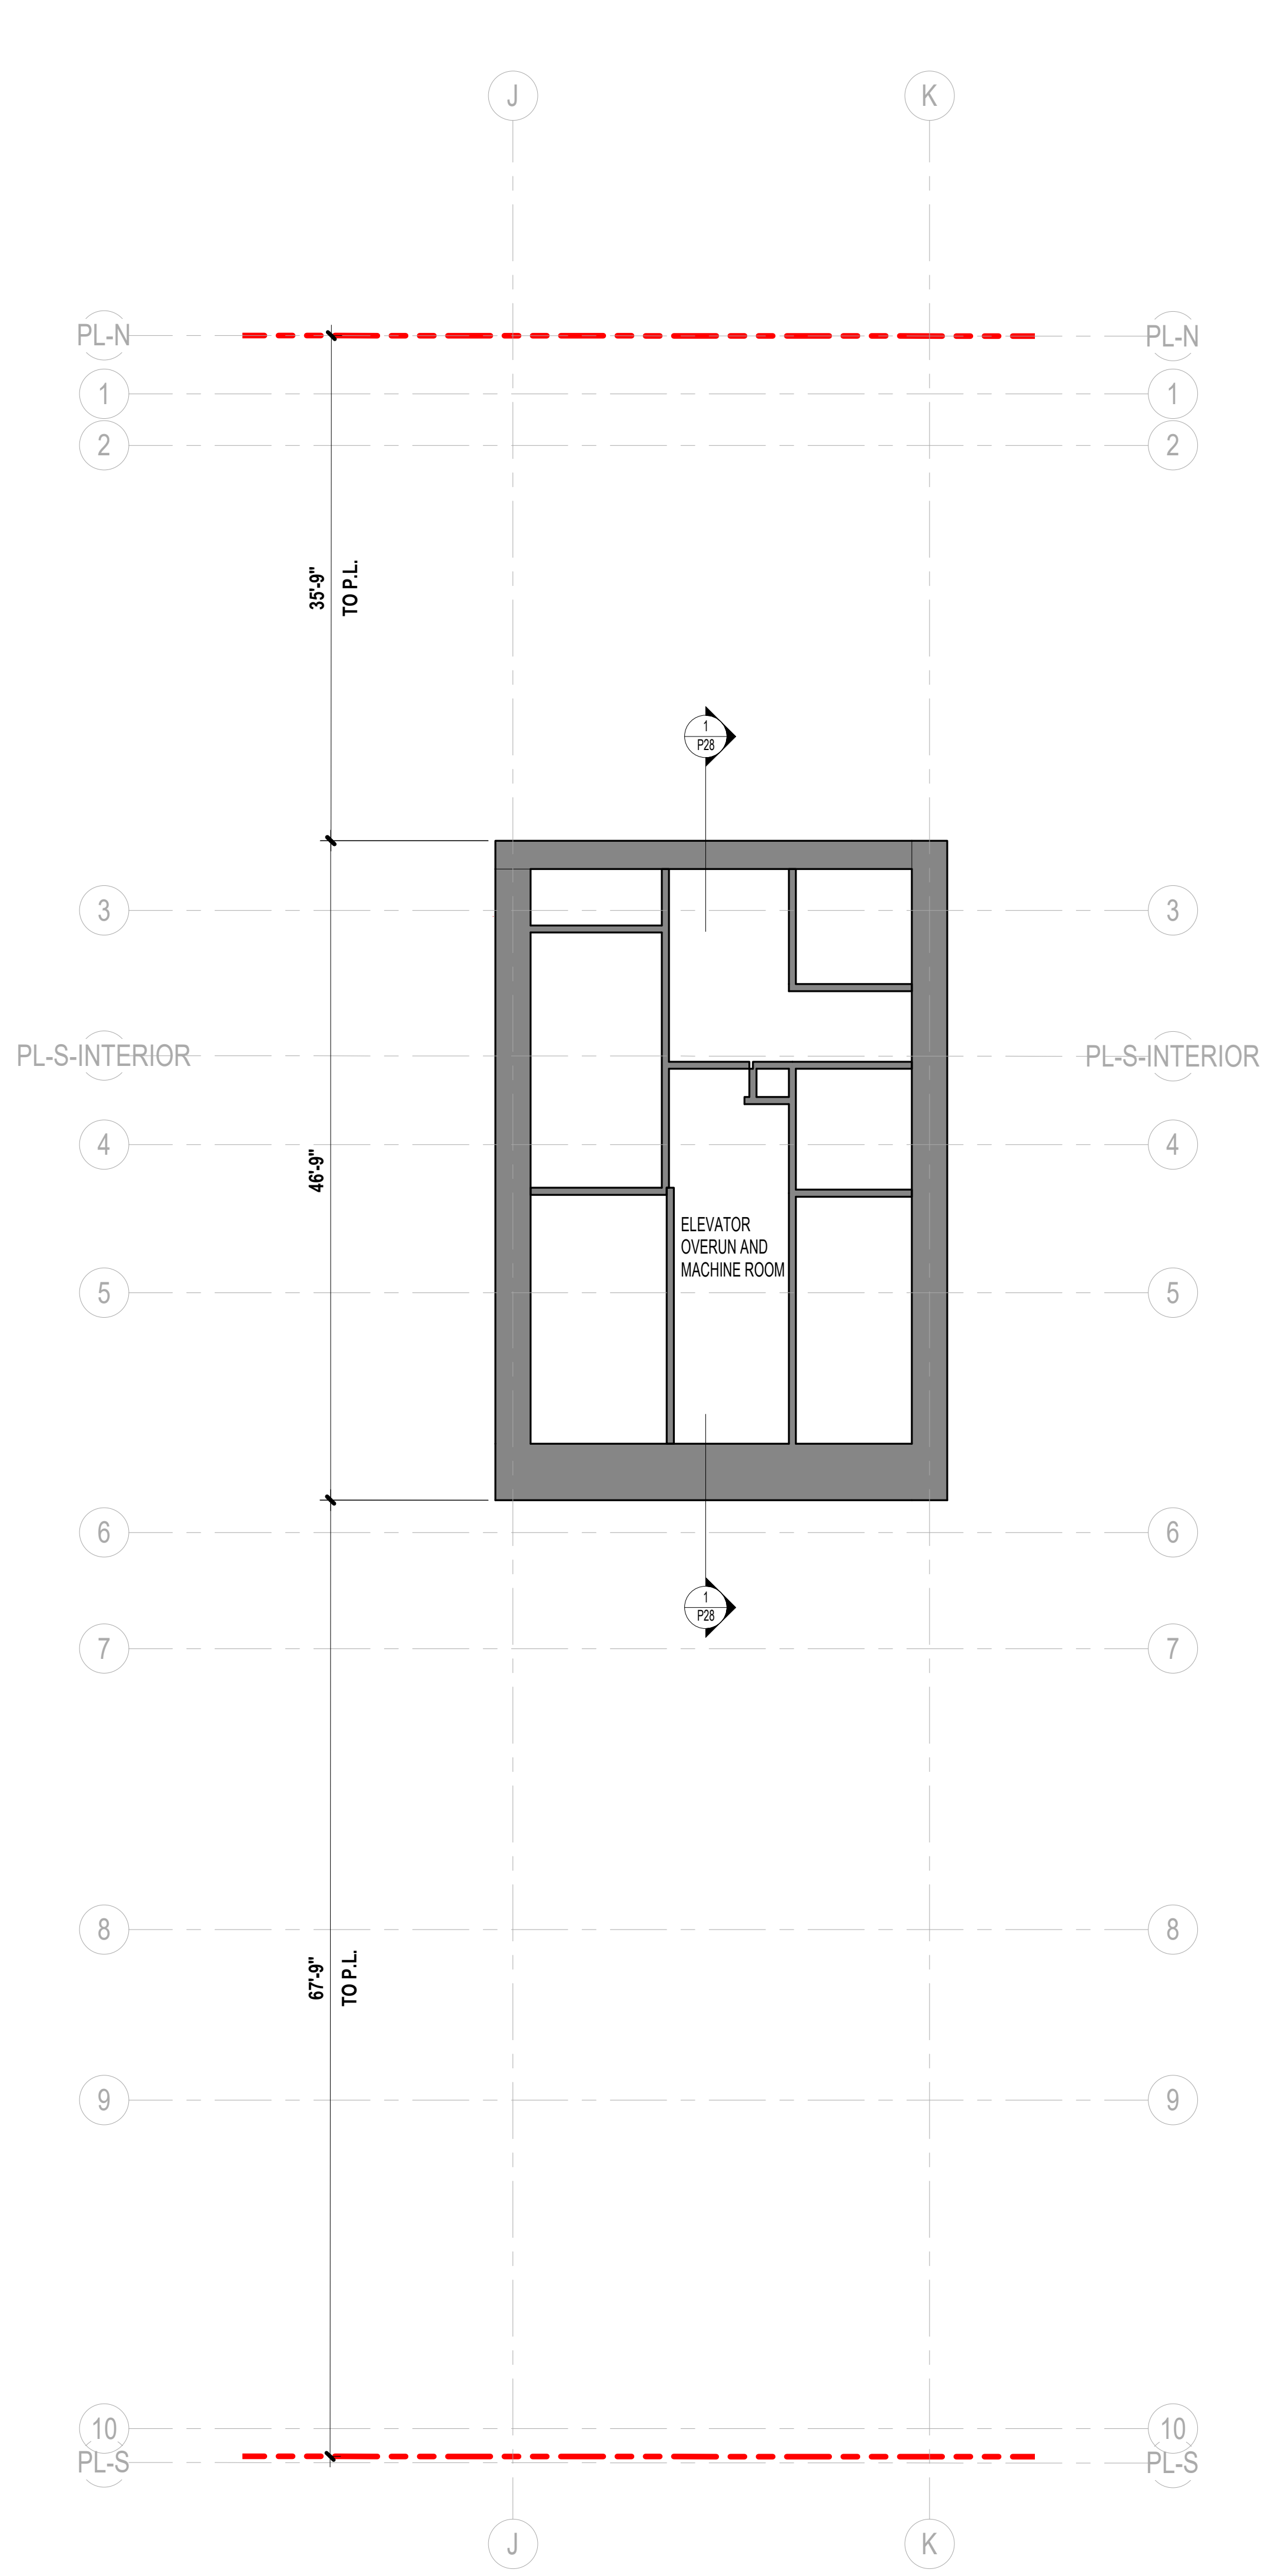 J K
PL-N PL-N
1 1
2 2
35'-9"
TO P.L.
1
P28
3 3
PL-S-INTERIOR PL-S-INTERIOR
4 4
46'-9"
ELEVATOR
OVERUN AND
MACHINE ROOM
5 5
6 6
1
P28
7 7
8 8
67'-9"
TO P.L.
9 9
10 10
PL-S PL-S
J K